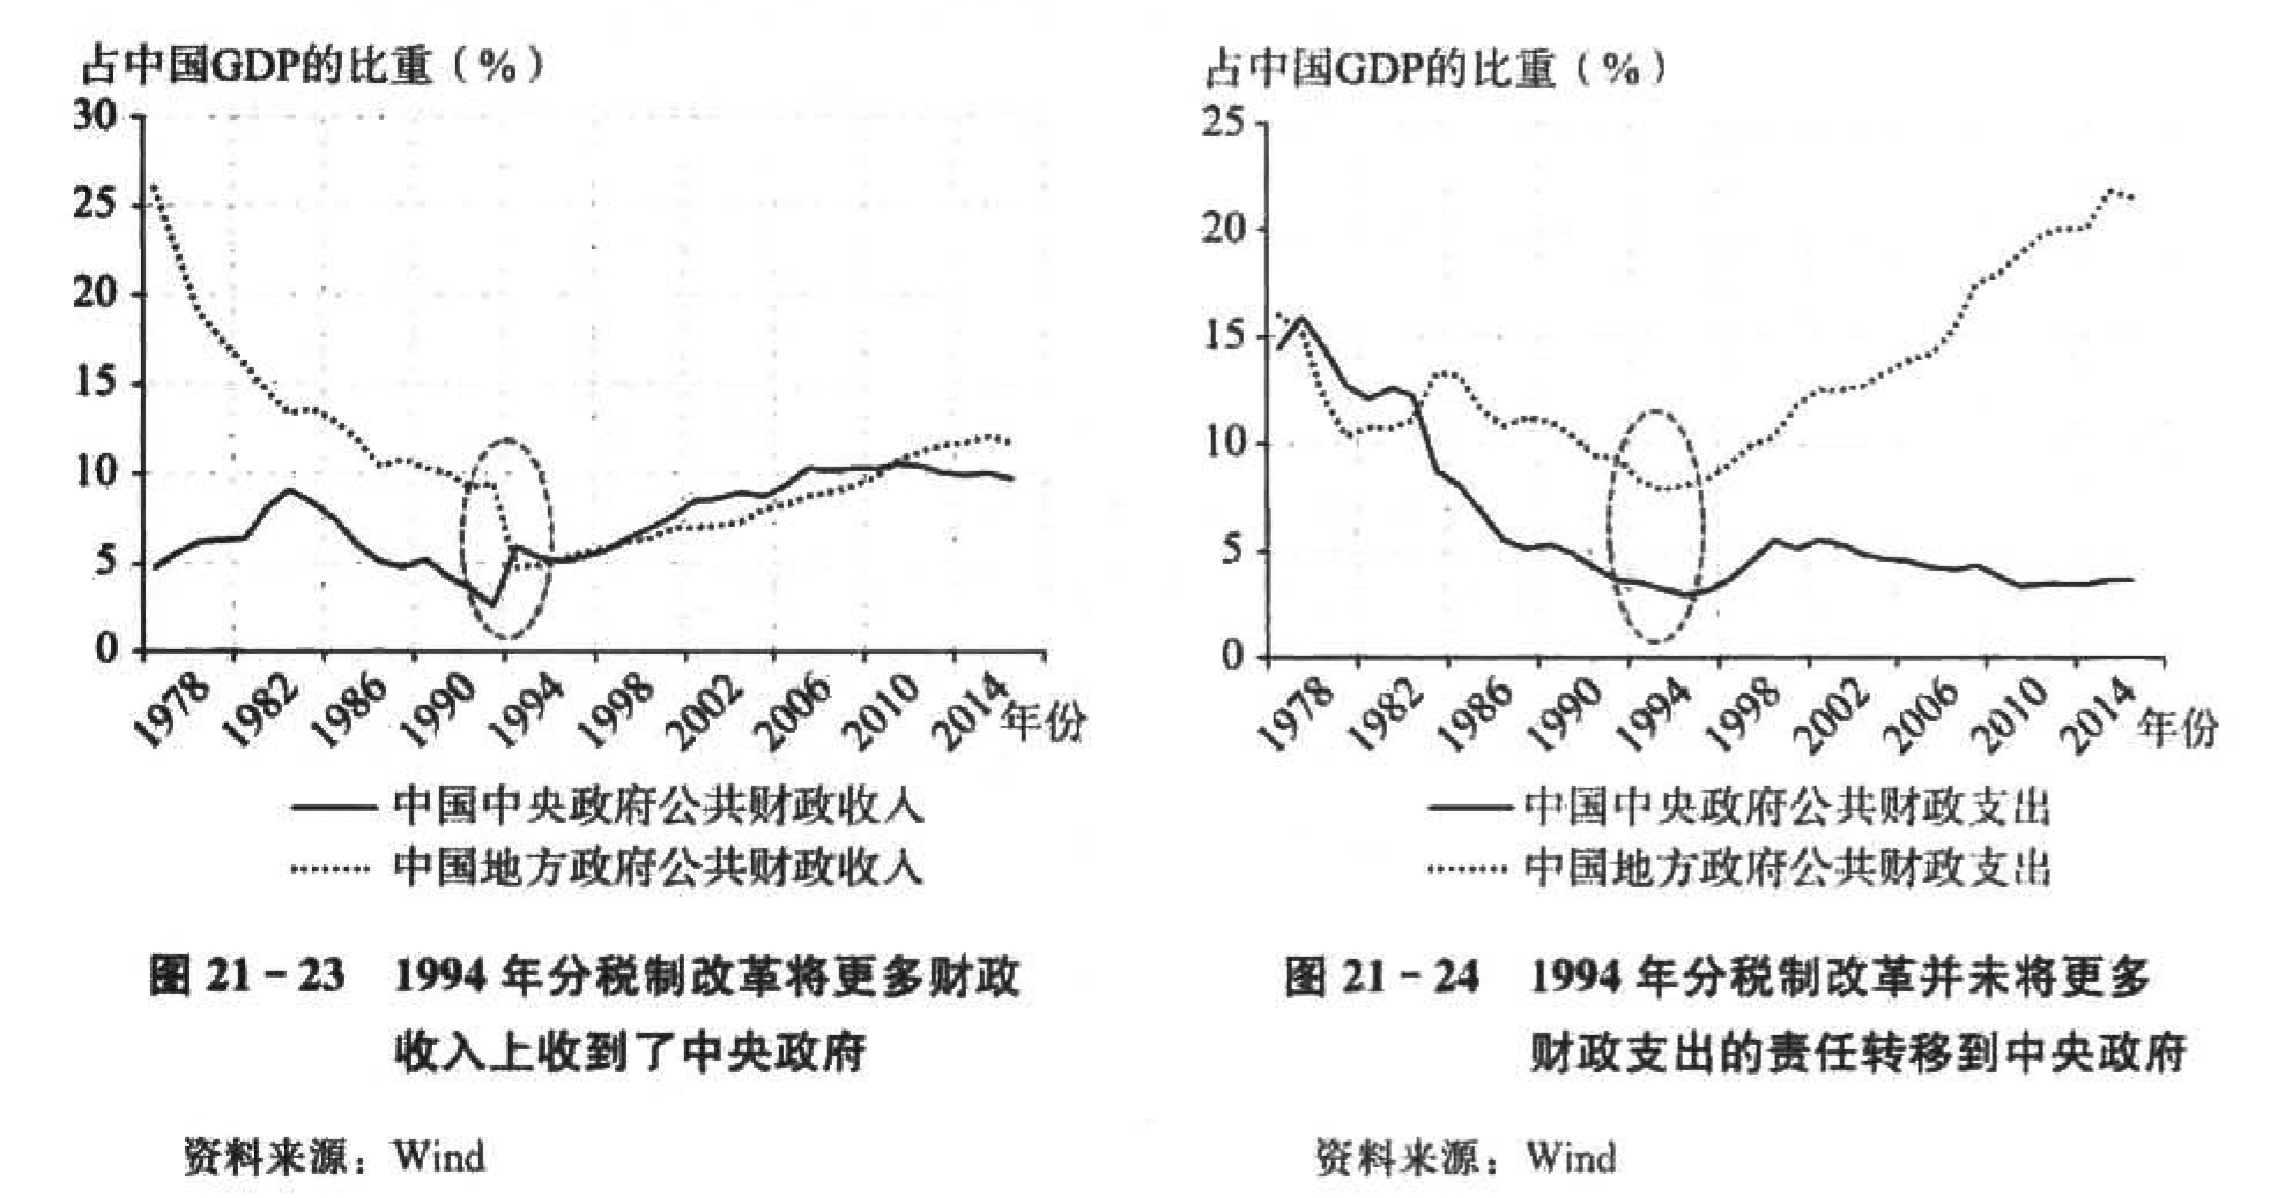 占中国GDP的比重（%）
30
25
20
15
10
5
0
1978
1982
1986
1990
1994
1998
2002
2006
2010
2014
年份
中国中央政府公共财政收入
中国地方政府公共财政收入
图 21－23 1994 年分税制改革将更多财政
收入上收到了中央政府
资料来源：Wind
占中国GDP的比重（%）
25
20
15
10
5
0
1978
1982
1986
1990
1994
1998
2002
2006
2010
2014
年份
中国中央政府公共财政支出
中国地方政府公共财政支出
图 21－24 1994 年分税制改革并未将更多
财政支出的责任转移到中央政府
资料来源：Wind